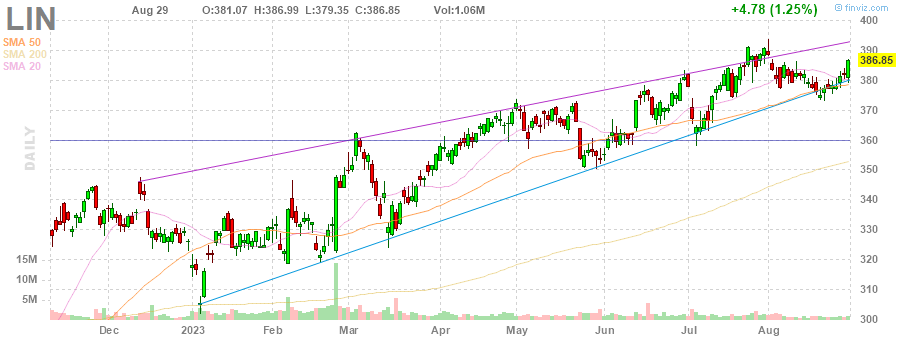 LIN
Aug 29 O:381.07 H:386.99 L:379.35 C:386.85 Vol:1.06M +4.78 (1.25%) © finviz.com
SMA 50
SMA 200
SMA 20
DAILY
400
390
386.85
380
370
360
350
340
330
320
310
300
15M
10M
5M
Dec 2023 Feb Mar Apr May Jun Jul Aug